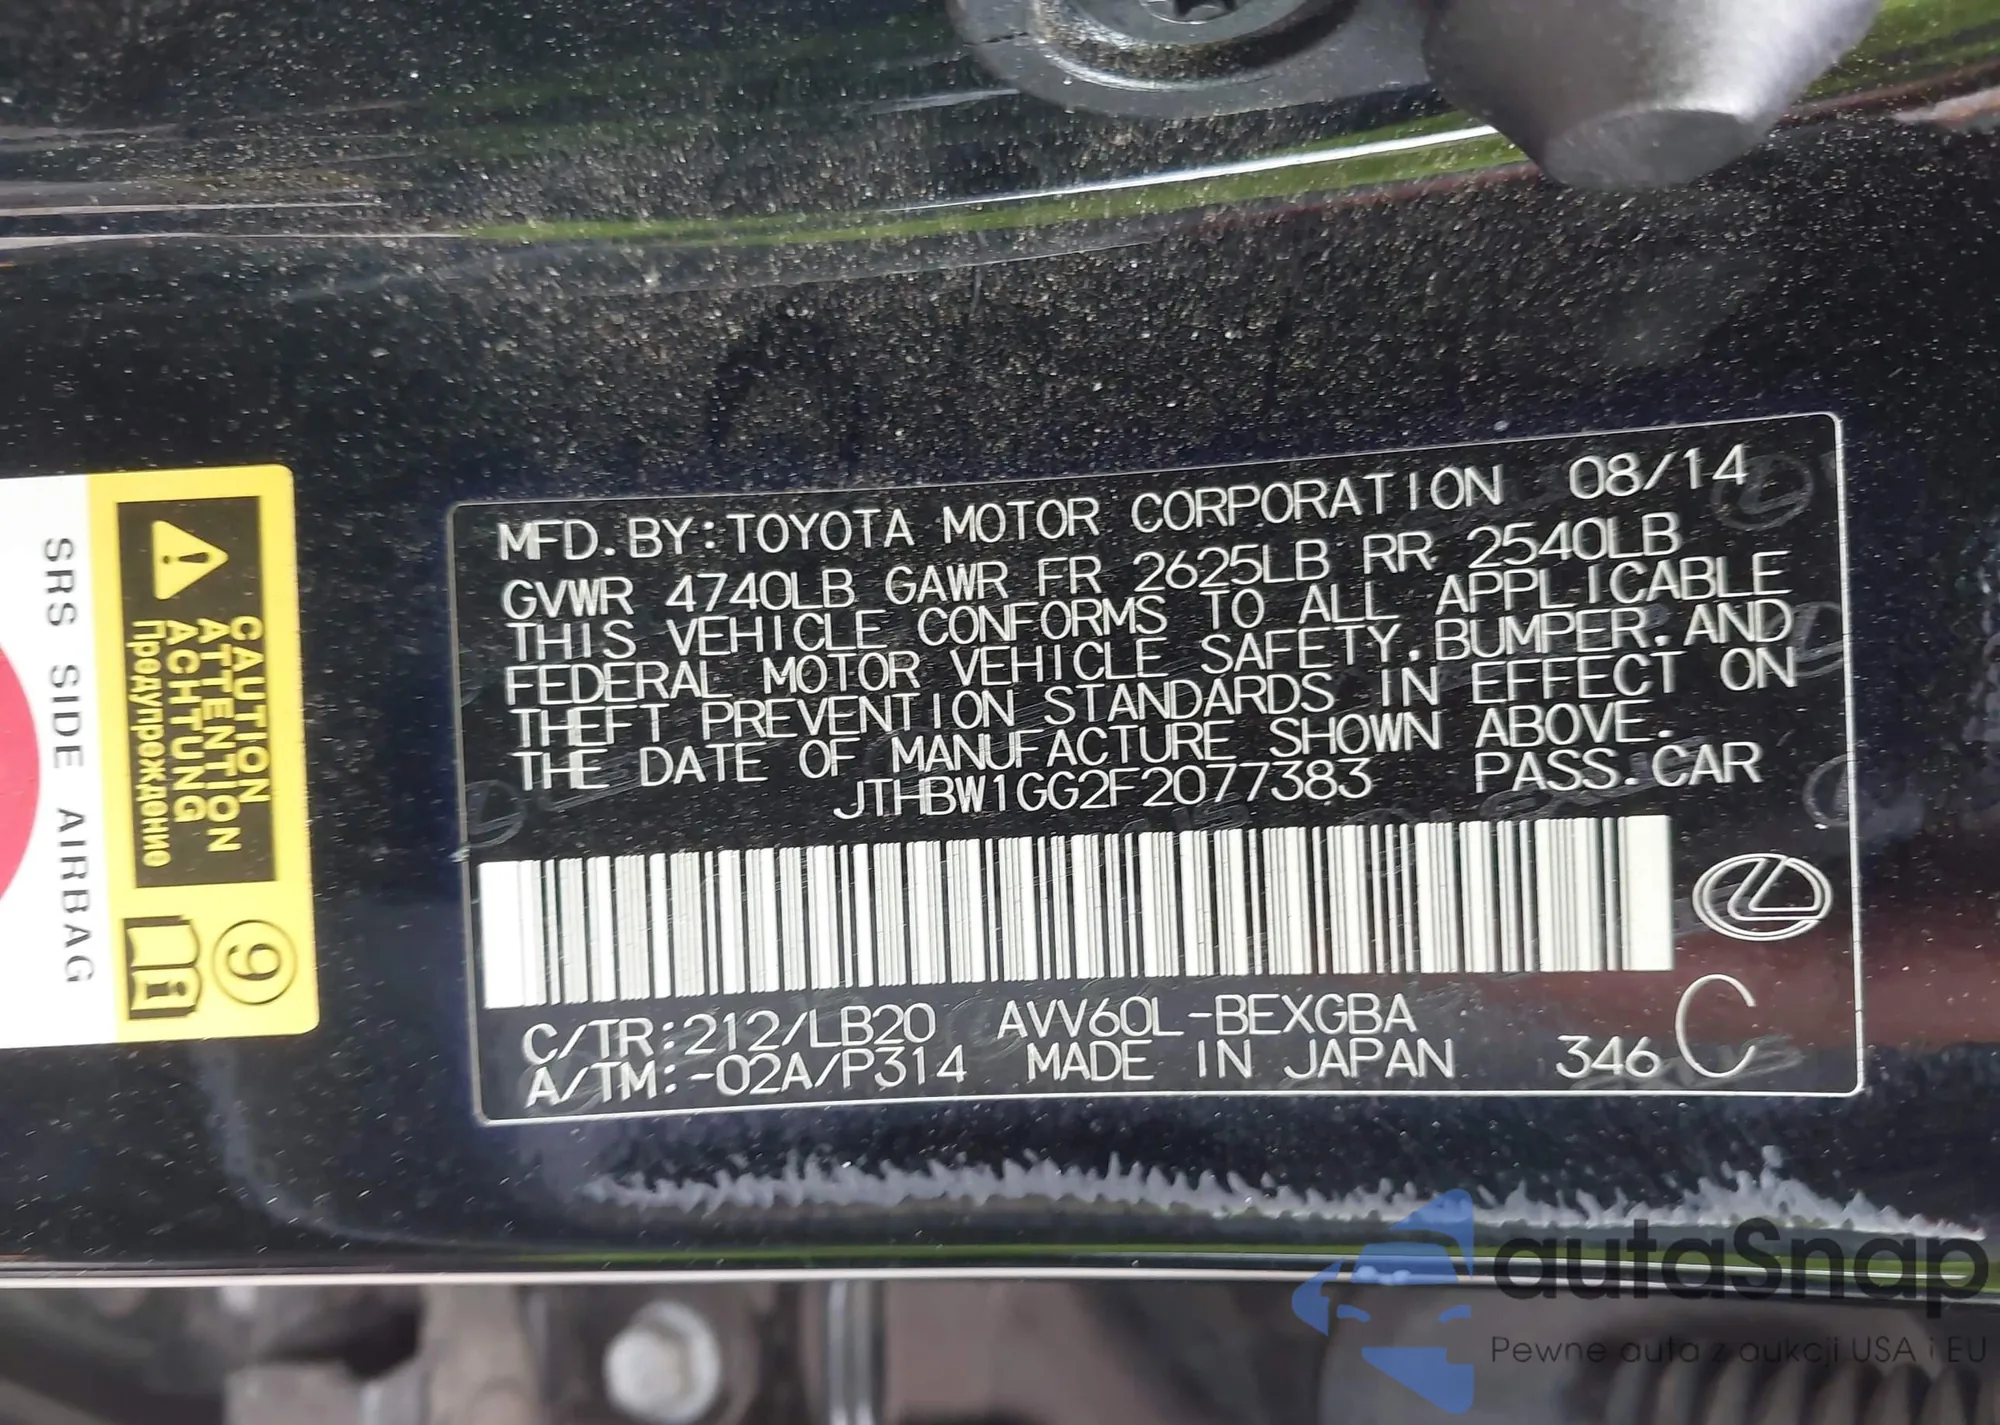 MFD.BY:TOYOTA MOTOR CORPORATION 08/14
GVWR 4740LB GAWR FR 2625LB RR 2540LB
THIS VEHICLE CONFORMS TO ALL APPLICABLE
FEDERAL MOTOR VEHICLE SAFETY,BUMPER,AND
THEFT PREVENTION STANDARDS IN EFFECT ON
THE DATE OF MANUFACTURE SHOWN ABOVE.
JTHBW1GG2F2077383 PASS.CAR
C/TR:212/LB20 AVV60L-BEXGBA
A/TM:-02A/P314 MADE IN JAPAN 346 C
CAUTION
ATTENTION
ACHTUNG
9
SRS SIDE AIRBAG
autaSnap
Pewne auta z aukcji USA i EU